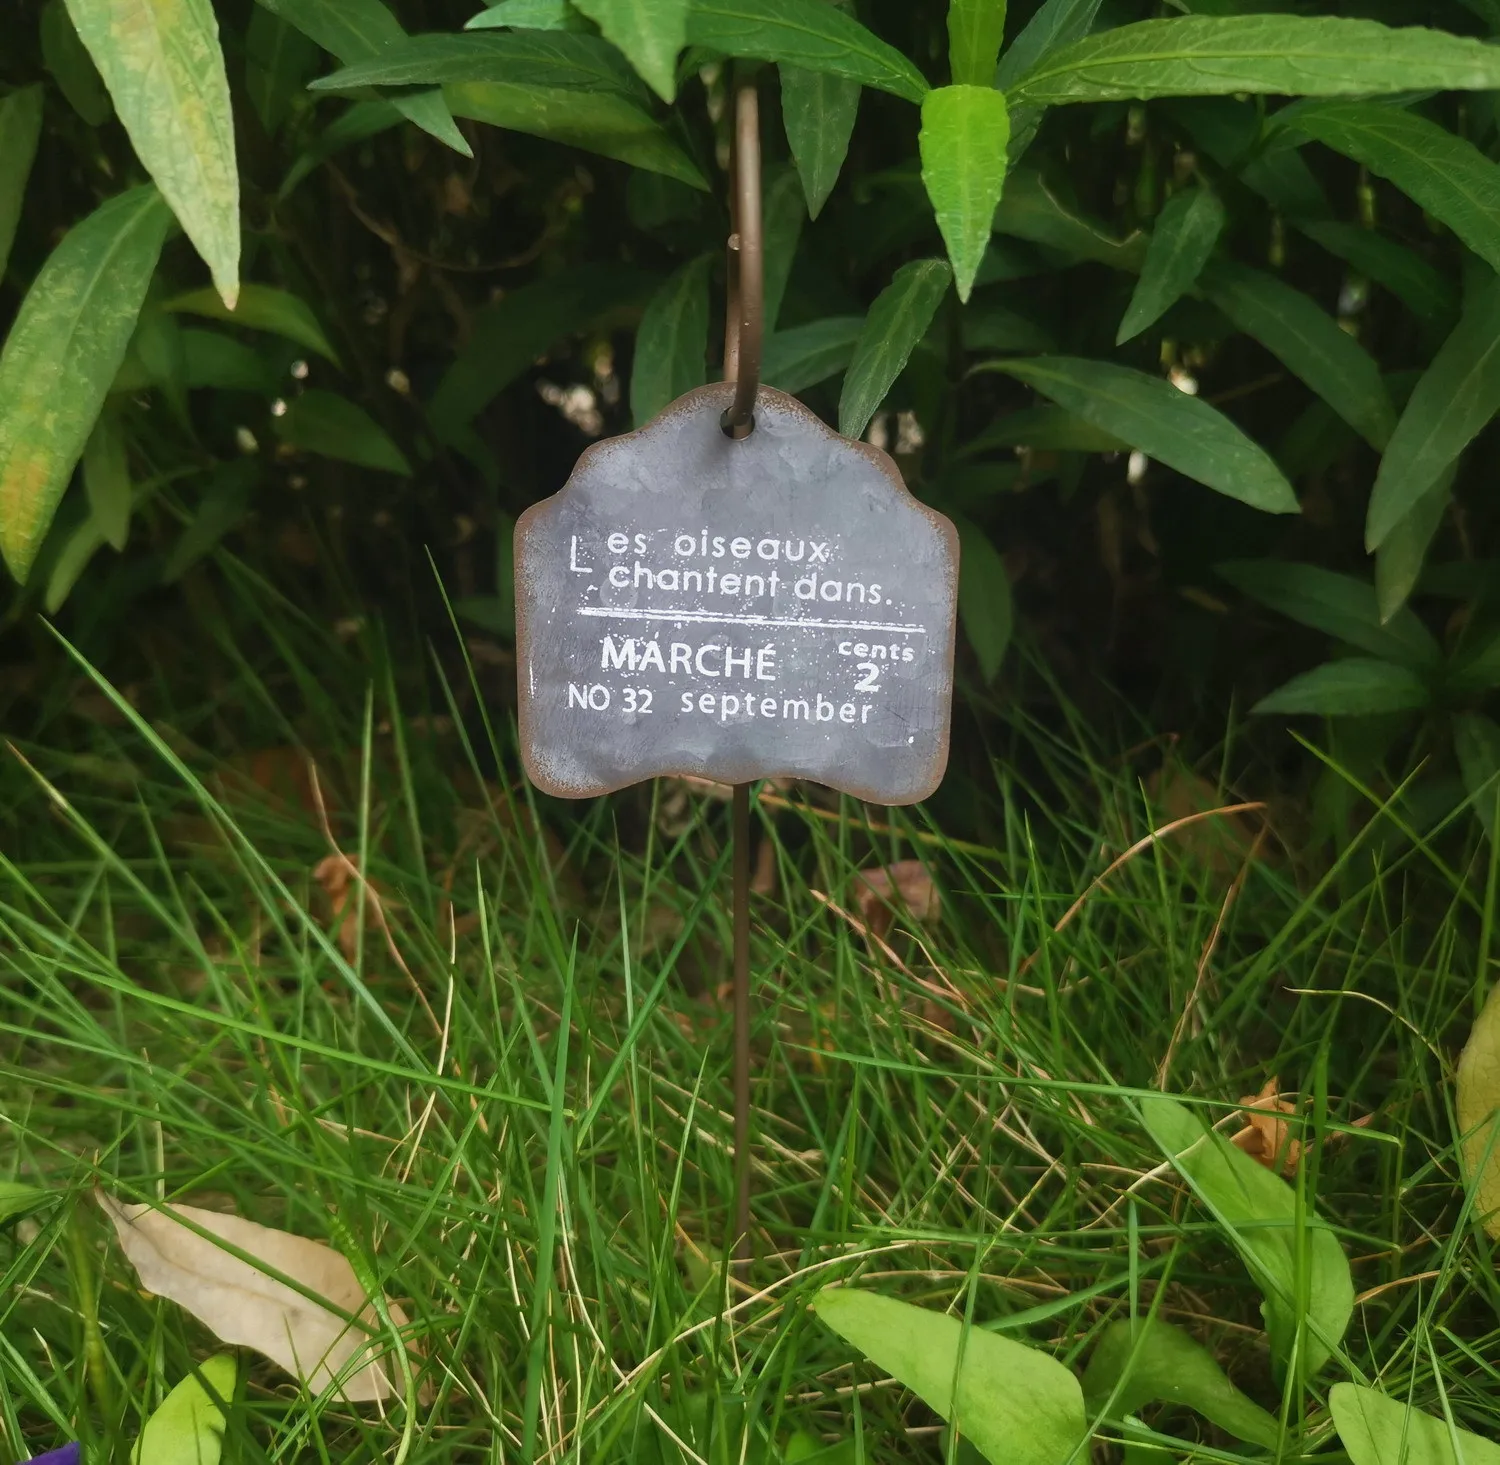 Les oiseaux
chantent dans.
MARCHÉ cents 2
NO 32 september